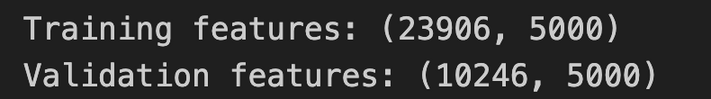 Training features: (23906, 5000)
Validation features: (10246, 5000)